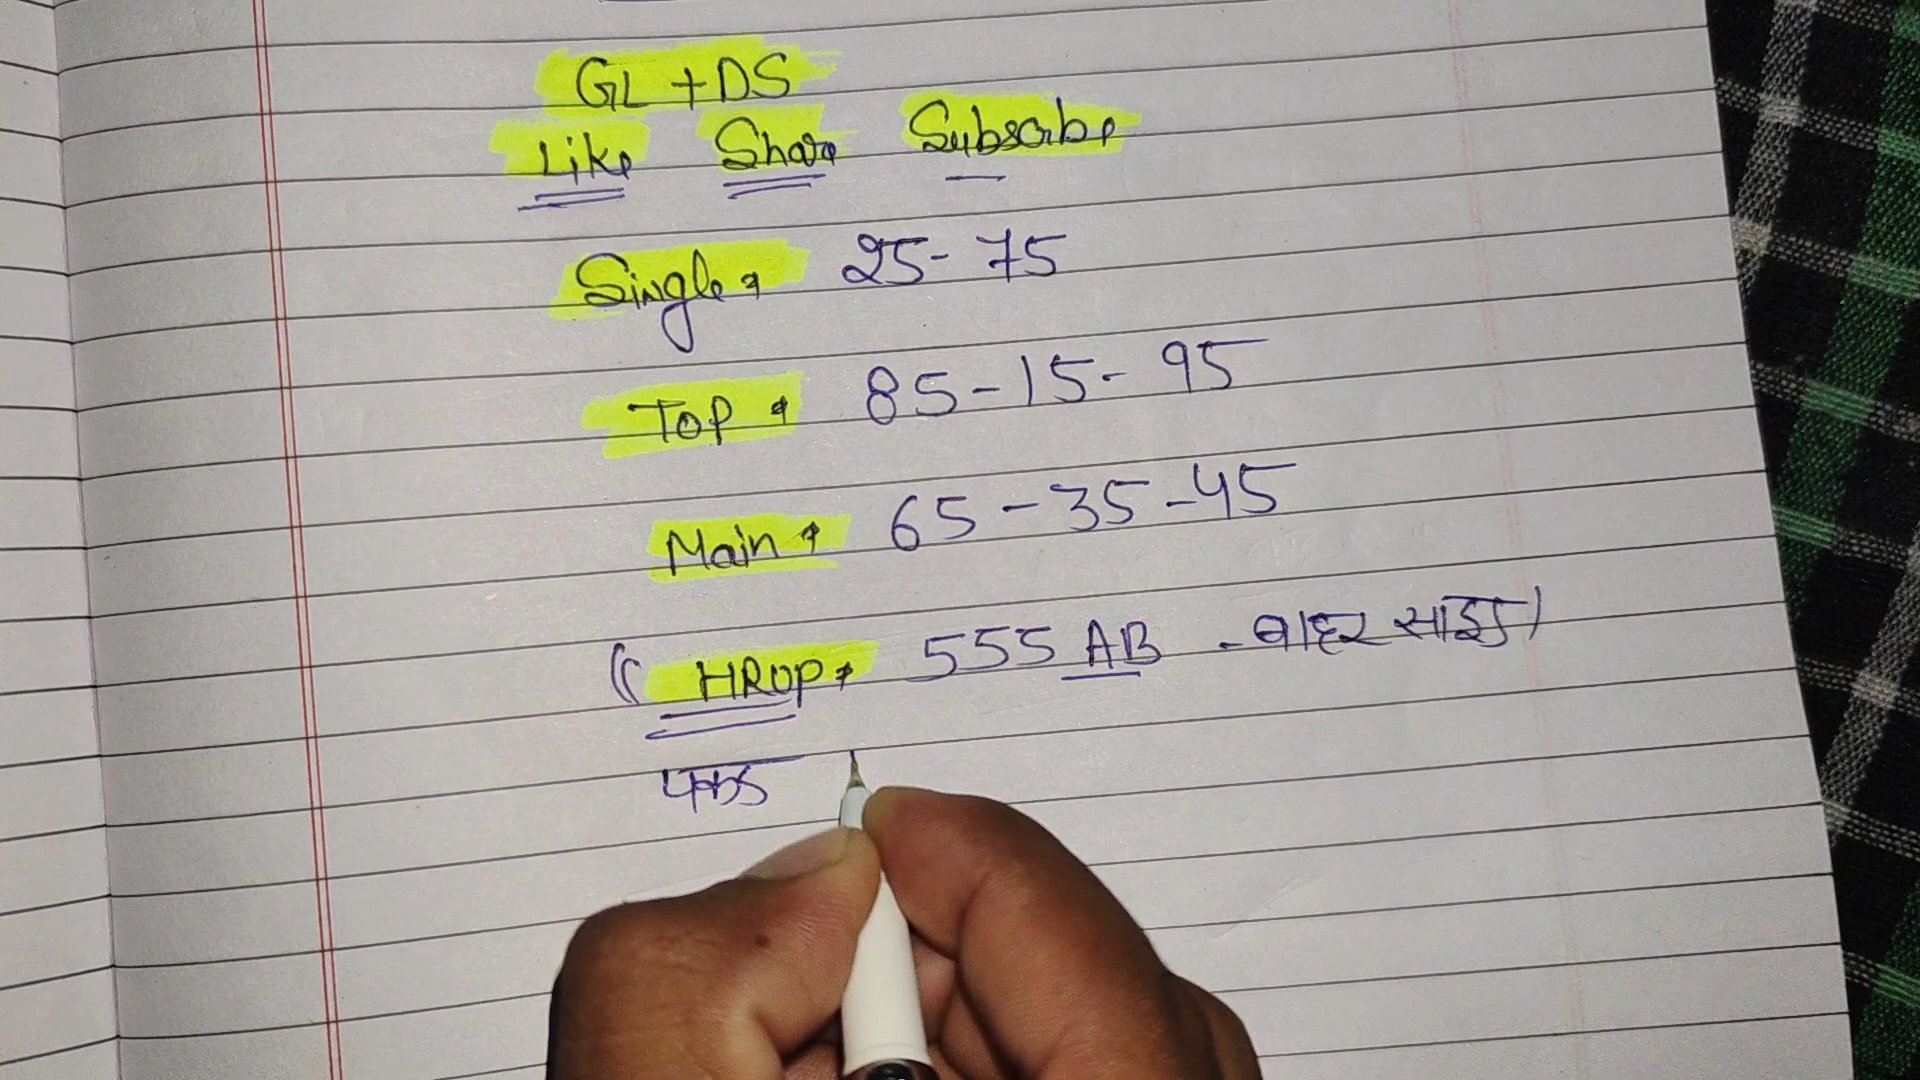 GL + DS
Like Share Subscribe
Single → 25 - 75
Top → 85 - 15 - 95
Main → 65 - 35 - 45
(( HRUP → 555 AB - बाहर साइड)